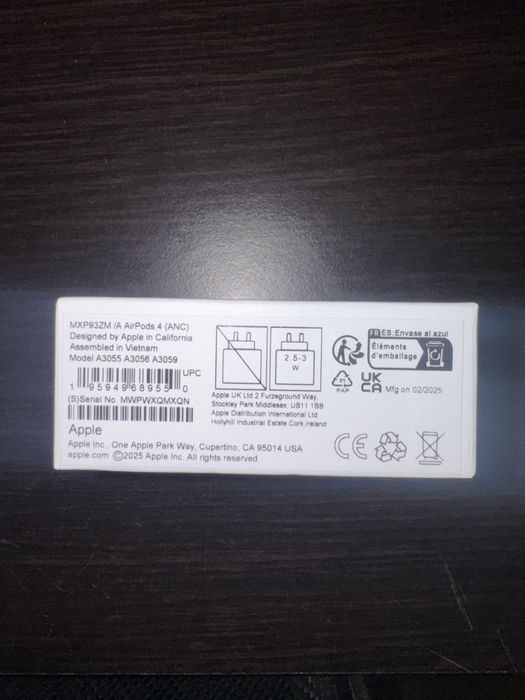 MXP93ZM /A AirPods 4 (ANC)
Designed by Apple in California
Assembled in Vietnam
Model A3055 A3056 A3059
UPC
1 95949 68955 0
(S)Serial No. MWPWXQMXQN
Apple
Apple Inc., One Apple Park Way, Cupertino, CA 95014 USA
apple.com ©2025 Apple Inc. All rights reserved
2.5-3
W
Apple UK Ltd.2 Furzeground Way,
Stockley Park Middlesex, UB11 1BB
Apple Distribution International Ltd.
Hollyhill Industrial Estate Cork, Ireland
FR ES: Envase al azul
Éléments
d'emballage
21
PAP
UK
CA
Mfg on 02/2025
CE